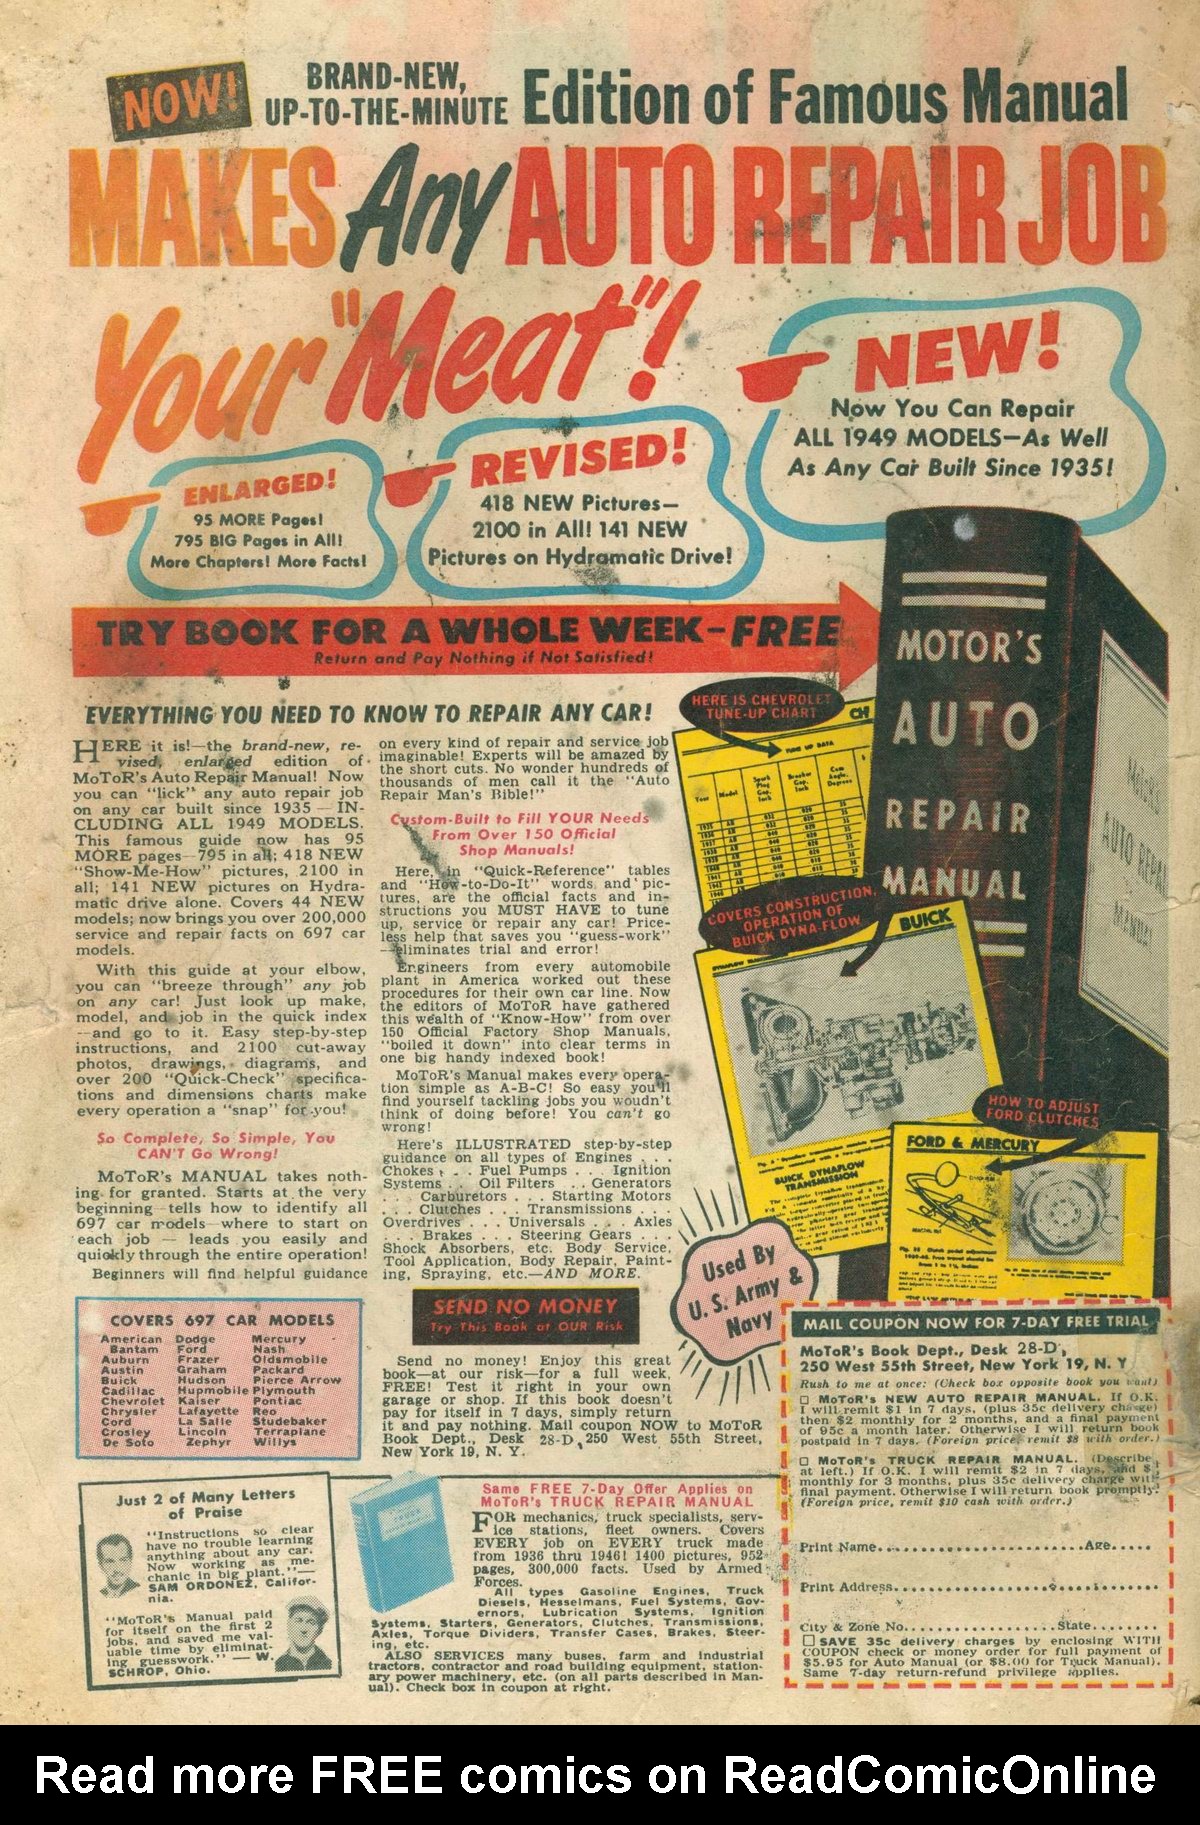 NOW!
BRAND-NEW,
UP-TO-THE-MINUTE
Edition of Famous Manual
MAKES Any AUTO REPAIR JOB
Your "Meat"!
NEW!
Now You Can Repair
ALL 1949 MODELS—As Well
As Any Car Built Since 1935!
REVISED!
418 NEW Pictures—
2100 in All! 141 NEW
Pictures on Hydramatic Drive!
ENLARGED!
95 MORE Pages!
795 BIG Pages in All!
More Chapters! More Facts!
TRY BOOK FOR A WHOLE WEEK—FREE
Return and Pay Nothing if Not Satisfied!
MOTOR'S
AUTO
REPAIR
MANUAL
MOTOR'S
AUTO REPAIR
MANUAL
EVERYTHING YOU NEED TO KNOW TO REPAIR ANY CAR!
HERE it is!—the brand-new, re-
vised, enlarged edition of
MoToR's Auto Repair Manual! Now
you can "lick" any auto repair job
on any car built since 1935 — IN-
CLUDING ALL 1949 MODELS.
This famous guide now has 95
MORE pages—795 in all; 418 NEW
"Show-Me-How" pictures, 2100 in
all; 141 NEW pictures on Hydra-
matic drive alone. Covers 44 NEW
models; now brings you over 200,000
service and repair facts on 697 car
models.
With this guide at your elbow,
you can "breeze through" any job
on any car! Just look up make,
model, and job in the quick index
—and go to it. Easy step-by-step
instructions, and 2100 cut-away
photos, drawings, diagrams, and
over 200 "Quick-Check" specifica-
tions and dimensions charts make
every operation a "snap" for you!
So Complete, So Simple, You
CAN'T Go Wrong!
MoToR's MANUAL takes noth-
ing for granted. Starts at the very
beginning—tells how to identify all
697 car models—where to start on
each job — leads you easily and
quickly through the entire operation!
Beginners will find helpful guidance
on every kind of repair and service job
imaginable! Experts will be amazed by
the short cuts. No wonder hundreds of
thousands of men call it the "Auto
Repair Man's Bible!"
Custom-Built to Fill YOUR Needs
From Over 150 Official
Shop Manuals!
Here, in "Quick-Reference" tables
and "How-to-Do-It" words and pic-
tures, are the official facts and in-
structions you MUST HAVE to tune
up, service or repair any car! Price-
less help that saves you "guess-work"
—eliminates trial and error!
Engineers from every automobile
plant in America worked out these
procedures for their own car line. Now
the editors of MoToR have gathered
this wealth of "Know-How" from over
150 Official Factory Shop Manuals,
"boiled it down" into clear terms in
one big handy indexed book!
MoToR's Manual makes every opera-
tion simple as A-B-C! So easy you'll
find yourself tackling jobs you woudn't
think of doing before! You can't go
wrong!
Here's ILLUSTRATED step-by-step
guidance on all types of Engines . . .
Chokes . . . Fuel Pumps . . . Ignition
Systems . . . Oil Filters . . Generators
. . . Carburetors . . . Starting Motors
. . . Clutches . . . Transmissions . . .
Overdrives . . . Universals . . . Axles
. . . Brakes . . . Steering Gears . . .
Shock Absorbers, etc. Body Service,
Tool Application, Body Repair, Paint-
ing, Spraying, etc.—AND MORE.
HERE IS CHEVROLET
TUNE-UP CHART
CH
TUNE UP DATA
Year
Model
Spark
Plug
Gap.
Inch
Breaker
Gap.
Inch
Cam
Angle.
Degrees
COVERS CONSTRUCTION,
OPERATION OF
BUICK DYNA-FLOW
BUICK
BUICK DYNAFLOW
TRANSMISSION
HOW TO ADJUST
FORD CLUTCHES
FORD & MERCURY
Used By
U. S. Army &
Navy
COVERS 697 CAR MODELS
American Bantam
Auburn
Austin
Buick
Cadillac
Chevrolet
Chrysler
Cord
Crosley
De Soto
Dodge
Ford
Frazer
Graham
Hudson
Hupmobile
Kaiser
Lafayette
La Salle
Lincoln Zephyr
Mercury
Nash
Oldsmobile
Packard
Pierce Arrow
Plymouth
Pontiac
Reo
Studebaker
Terraplane
Willys
SEND NO MONEY
Try This Book at OUR Risk
Send no money! Enjoy this great
book—at our risk—for a full week,
FREE! Test it right in your own
garage or shop. If this book doesn't
pay for itself in 7 days, simply return
it and pay nothing. Mail coupon NOW to MoToR
Book Dept., Desk 28-D, 250 West 55th Street,
New York 19, N. Y.
Just 2 of Many Letters
of Praise
"Instructions so clear
have no trouble learning
anything about any car.
Now working as me-
chanic in big plant."—
SAM ORDONEZ, Califor-
nia.
"MoToR's Manual paid
for itself on the first 2
jobs, and saved me val-
uable time by eliminat-
ing guesswork." — W.
SCHROP, Ohio.
Same FREE 7-Day Offer Applies on
MoToR's TRUCK REPAIR MANUAL
FOR mechanics, truck specialists, serv-
ice stations, fleet owners. Covers
EVERY job on EVERY truck made
from 1936 thru 1946! 1400 pictures, 952
pages, 300,000 facts. Used by Armed
Forces.
All types Gasoline Engines, Truck
Diesels, Hesselmans, Fuel Systems, Gov-
ernors, Lubrication Systems, Ignition
Systems, Starters, Generators, Clutches, Transmissions,
Axles, Torque Dividers, Transfer Cases, Brakes, Steer-
ing, etc.
ALSO SERVICES many buses, farm and industrial
tractors, contractor and road building equipment, station-
ary power machinery, etc. (on all parts described in Man-
ual). Check box in coupon at right.
MAIL COUPON NOW FOR 7-DAY FREE TRIAL
MoToR's Book Dept., Desk 28-D,
250 West 55th Street, New York 19, N. Y
Rush to me at once: (Check box opposite book you want)
☐ MoToR's NEW AUTO REPAIR MANUAL. If O.K.
I will remit $1 in 7 days, (plus 35c delivery charge)
then $2 monthly for 2 months, and a final payment
of 95c a month later. Otherwise I will return book
postpaid in 7 days. (Foreign price, remit $8 with order.)
☐ MoToR's TRUCK REPAIR MANUAL. (Describe
at left.) If O.K. I will remit $2 in 7 days, and $
monthly for 3 months, plus 35c delivery charge with
final payment. Otherwise I will return book promptly.
(Foreign price, remit $10 cash with order.)
Print Name..............................Age.....
Print Address...............................
City & Zone No......................State........
☐ SAVE 35c delivery charges by enclosing WITH
COUPON check or money order for full payment of
$5.95 for Auto Manual (or $8.00 for Truck Manual).
Same 7-day return-refund privilege applies.
Read more FREE comics on ReadComicOnline